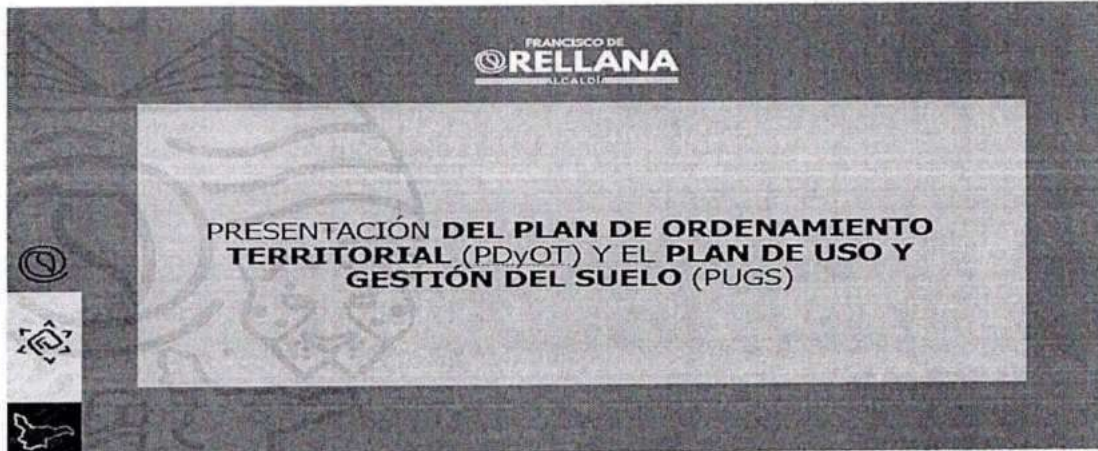 FRANCISCO DE
ORELLANA
ALCALDÍA
PRESENTACIÓN DEL PLAN DE ORDENAMIENTO
TERRITORIAL (PDyOT) Y EL PLAN DE USO Y
GESTIÓN DEL SUELO (PUGS)